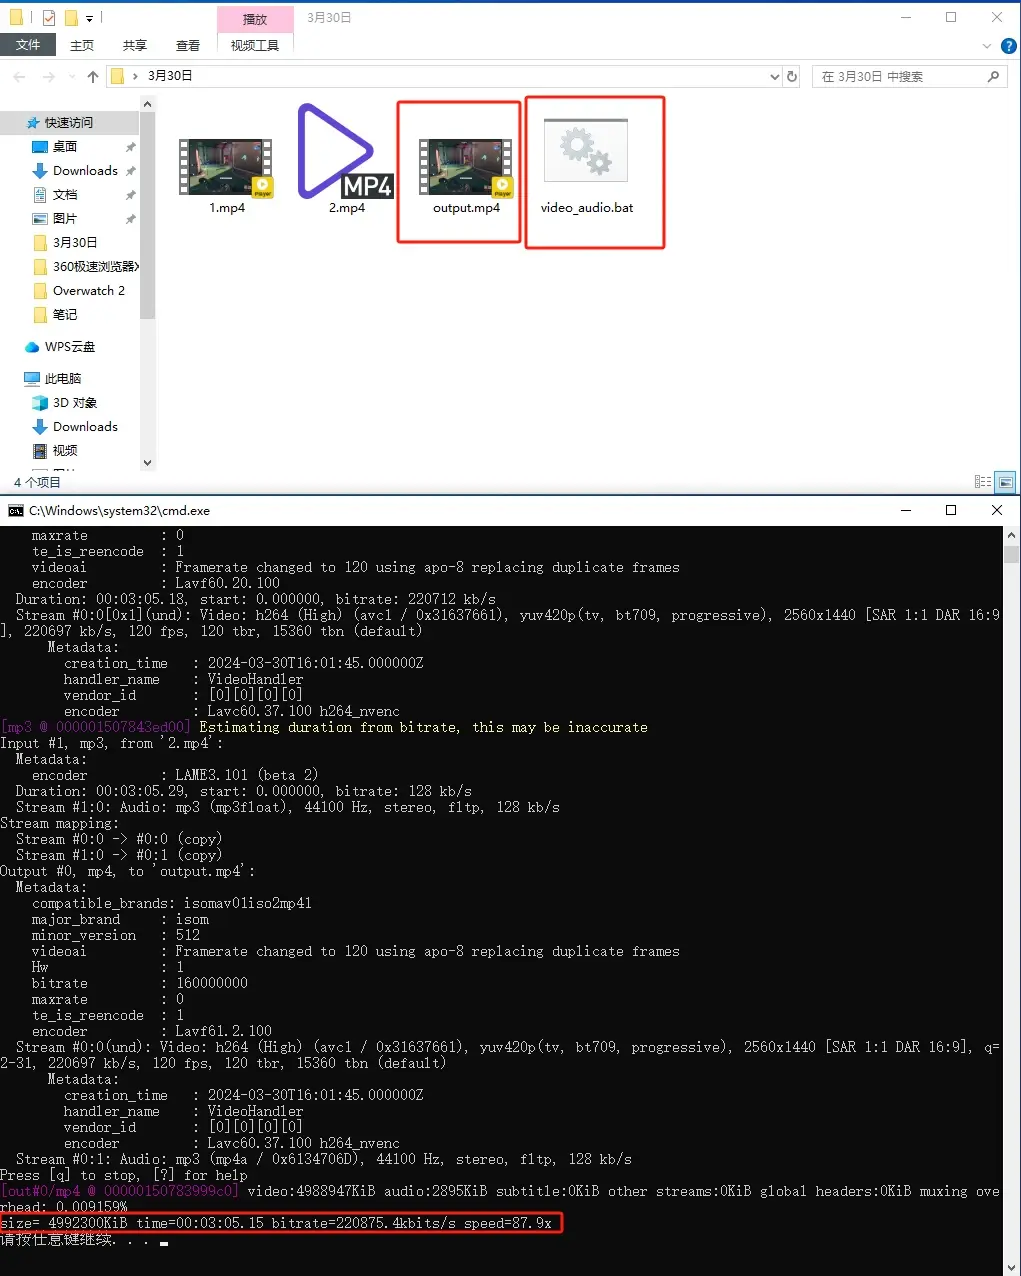 播放
3月30日
文件
主页
共享
查看
视频工具
3月30日
在 3月30日 中搜索
快速访问
桌面
Downloads
文档
图片
3月30日
360极速浏览器X
Overwatch 2
笔记
WPS云盘
此电脑
3D 对象
Downloads
视频
MP4
Player
Player
1.mp4
2.mp4
output.mp4
video_audio.bat
4 个项目
C:\Windows\system32\cmd.exe
maxrate : 0
te_is_reencode : 1
videoai : Framerate changed to 120 using apo-8 replacing duplicate frames
encoder : Lavf60.20.100
Duration: 00:03:05.18, start: 0.000000, bitrate: 220712 kb/s
Stream #0:0[0x1](und): Video: h264 (High) (avc1 / 0x31637661), yuv420p(tv, bt709, progressive), 2560x1440 [SAR 1:1 DAR 16:9
], 220697 kb/s, 120 fps, 120 tbr, 15360 tbn (default)
Metadata:
creation_time : 2024-03-30T16:01:45.000000Z
handler_name : VideoHandler
vendor_id : [0][0][0][0]
encoder : Lavc60.37.100 h264_nvenc
[mp3 @ 000001507843ed00] Estimating duration from bitrate, this may be inaccurate
Input #1, mp3, from '2.mp4':
Metadata:
encoder : LAME3.101 (beta 2)
Duration: 00:03:05.29, start: 0.000000, bitrate: 128 kb/s
Stream #1:0: Audio: mp3 (mp3float), 44100 Hz, stereo, fltp, 128 kb/s
Stream mapping:
Stream #0:0 -> #0:0 (copy)
Stream #1:0 -> #0:1 (copy)
Output #0, mp4, to 'output.mp4':
Metadata:
compatible_brands: isomav01iso2mp41
major_brand : isom
minor_version : 512
videoai : Framerate changed to 120 using apo-8 replacing duplicate frames
Hw : 1
bitrate : 160000000
maxrate : 0
te_is_reencode : 1
encoder : Lavf61.2.100
Stream #0:0(und): Video: h264 (High) (avc1 / 0x31637661), yuv420p(tv, bt709, progressive), 2560x1440 [SAR 1:1 DAR 16:9], q=
2-31, 220697 kb/s, 120 fps, 120 tbr, 15360 tbn (default)
Metadata:
creation_time : 2024-03-30T16:01:45.000000Z
handler_name : VideoHandler
vendor_id : [0][0][0][0]
encoder : Lavc60.37.100 h264_nvenc
Stream #0:1: Audio: mp3 (mp4a / 0x6134706D), 44100 Hz, stereo, fltp, 128 kb/s
Press [q] to stop, [?] for help
[out#0/mp4 @ 00000150783999c0] video:4988947KiB audio:2895KiB subtitle:0KiB other streams:0KiB global headers:0KiB muxing ove
rhead: 0.009159%
size= 4992300KiB time=00:03:05.15 bitrate=220875.4kbits/s speed=87.9x
请按任意键继续. . .